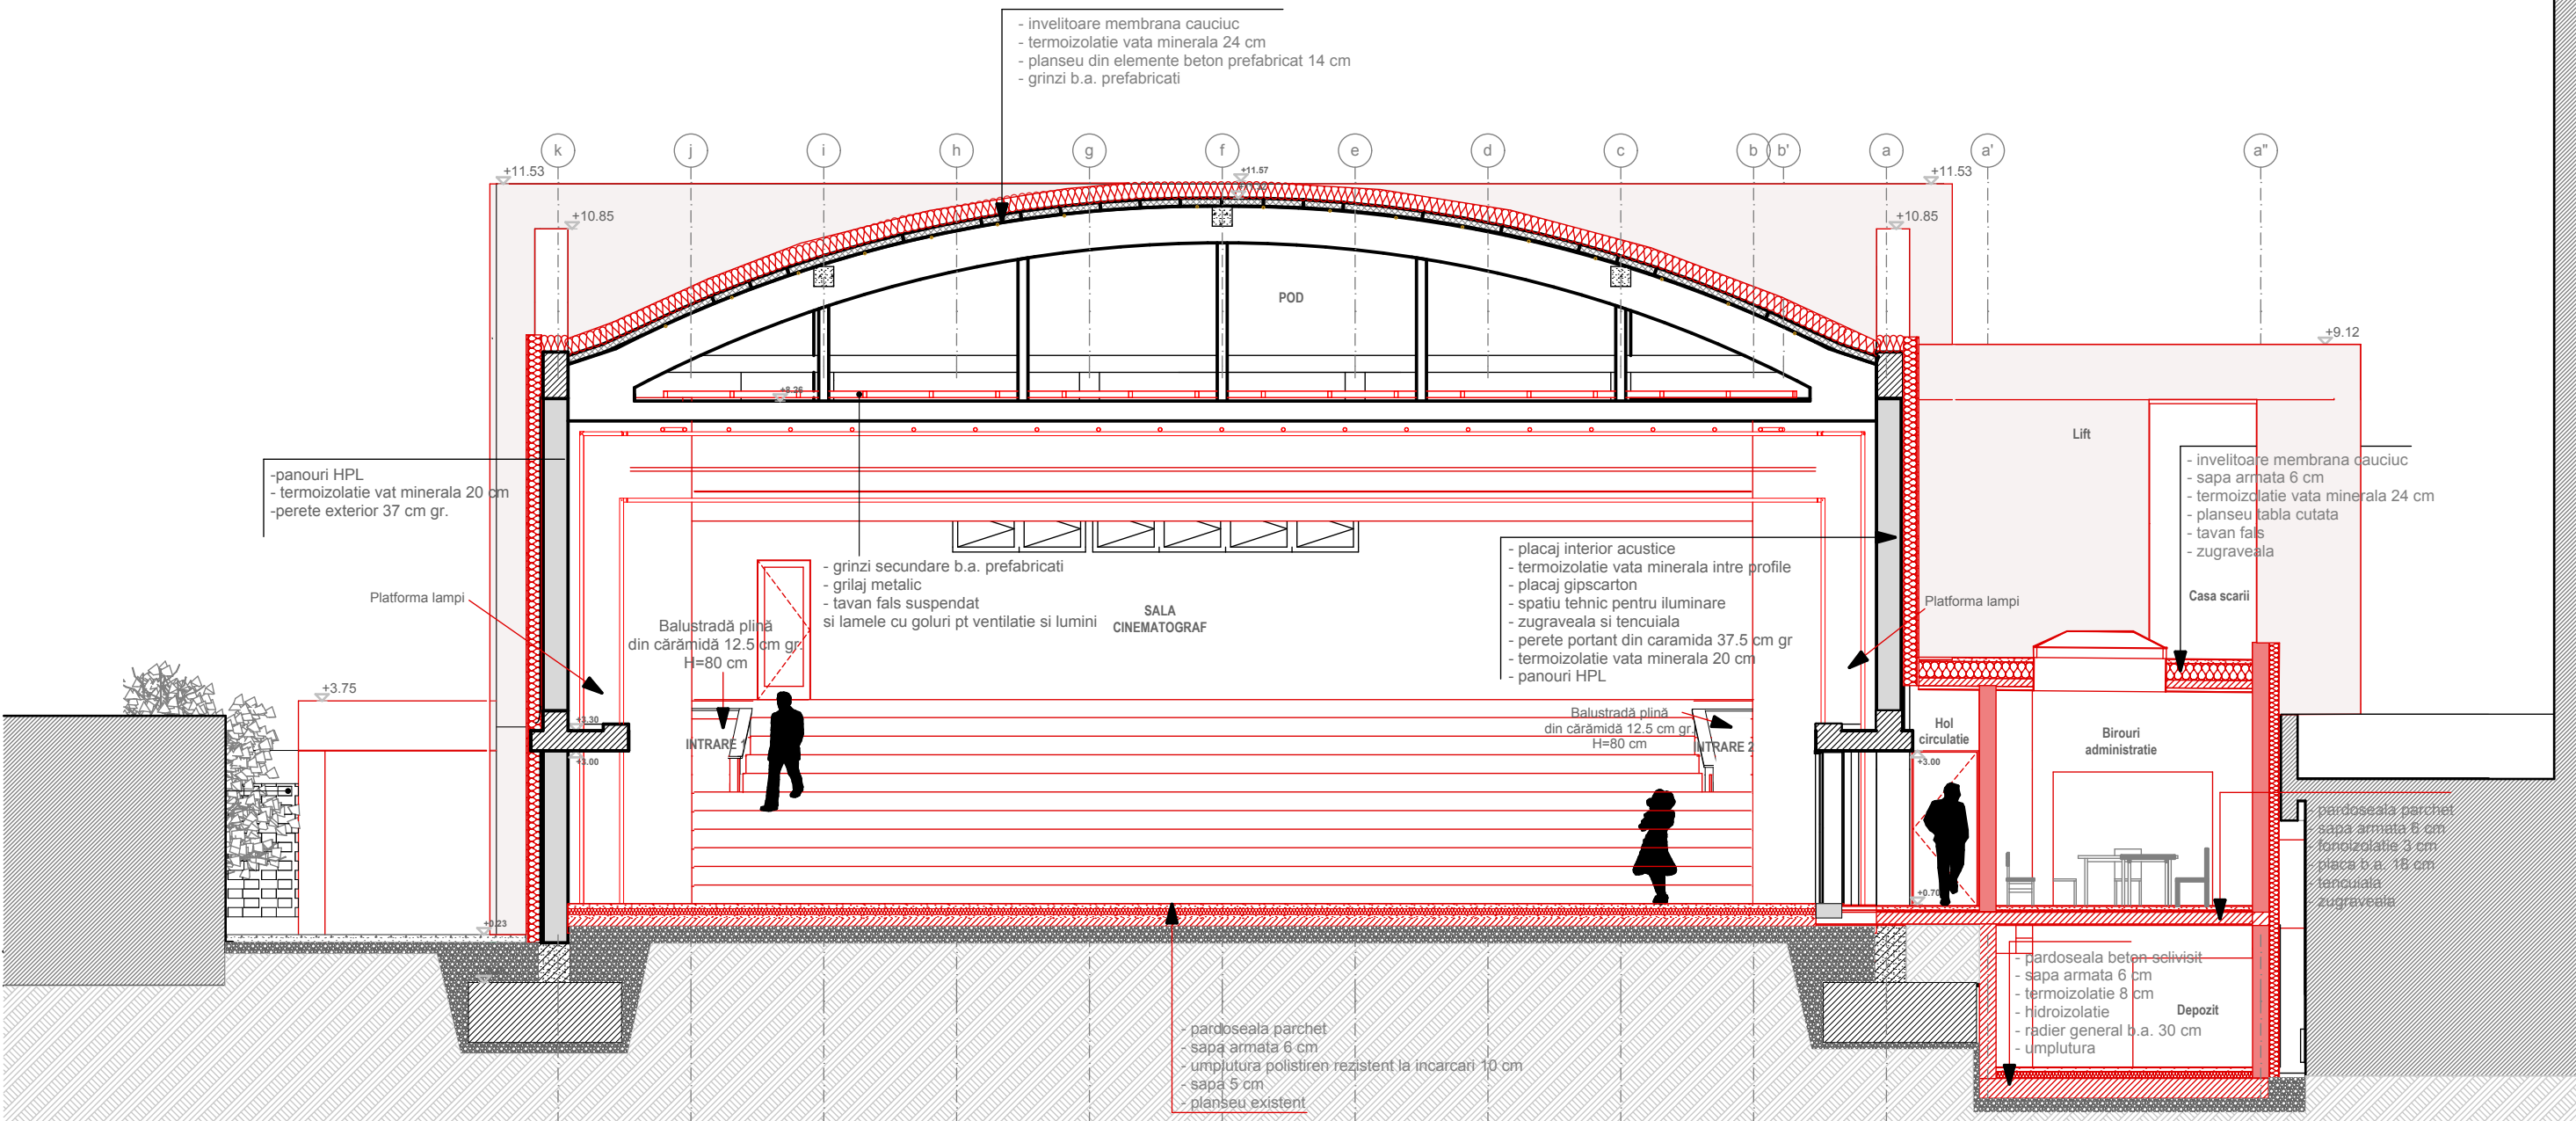 - invelitoare membrana cauciuc
- termoizolatie vata minerala 24 cm
- planseu din elemente beton prefabricat 14 cm
- grinzi b.a. prefabricati
k
j
i
h
g
f
e
d
c
b
b'
a
a'
a"
+11.53
+10.85
+11.57
+11.53
+10.85
+9.12
POD
+8.26
Lift
-panouri HPL
- termoizolatie vat minerala 20 cm
-perete exterior 37 cm gr.
- invelitoare membrana cauciuc
- sapa armata 6 cm
- termoizolatie vata minerala 24 cm
- planseu tabla cutata
- tavan fals
- zugraveala
- grinzi secundare b.a. prefabricati
- grilaj metalic
- tavan fals suspendat
si lamele cu goluri pt ventilatie si lumini
- placaj interior acustice
- termoizolatie vata minerala intre profile
- placaj gipscarton
- spatiu tehnic pentru iluminare
- zugraveala si tencuiala
- perete portant din caramida 37.5 cm gr
- termoizolatie vata minerala 20 cm
- panouri HPL
Platforma lampi
SALA
CINEMATOGRAF
Platforma lampi
Casa scarii
Balustradă plină
din cărămidă 12.5 cm gr.
H=80 cm
+3.75
+3.30
+3.00
INTRARE 1
Balustradă plină
din cărămidă 12.5 cm gr.
H=80 cm
INTRARE 2
Hol
circulatie
Birouri
administratie
+3.00
+0.70
+0.23
- pardoseala parchet
- sapa armata 6 cm
- fonoizolatie 3 cm
- placa b.a. 18 cm
- tencuiala
- zugraveala
- pardoseala beton sclivisit
- sapa armata 6 cm
- termoizolatie 8 cm
- hidroizolatie
- radier general b.a. 30 cm
- umplutura
Depozit
- pardoseala parchet
- sapa armata 6 cm
- umplutura polistiren rezistent la incarcari 10 cm
- sapa 5 cm
- planseu existent